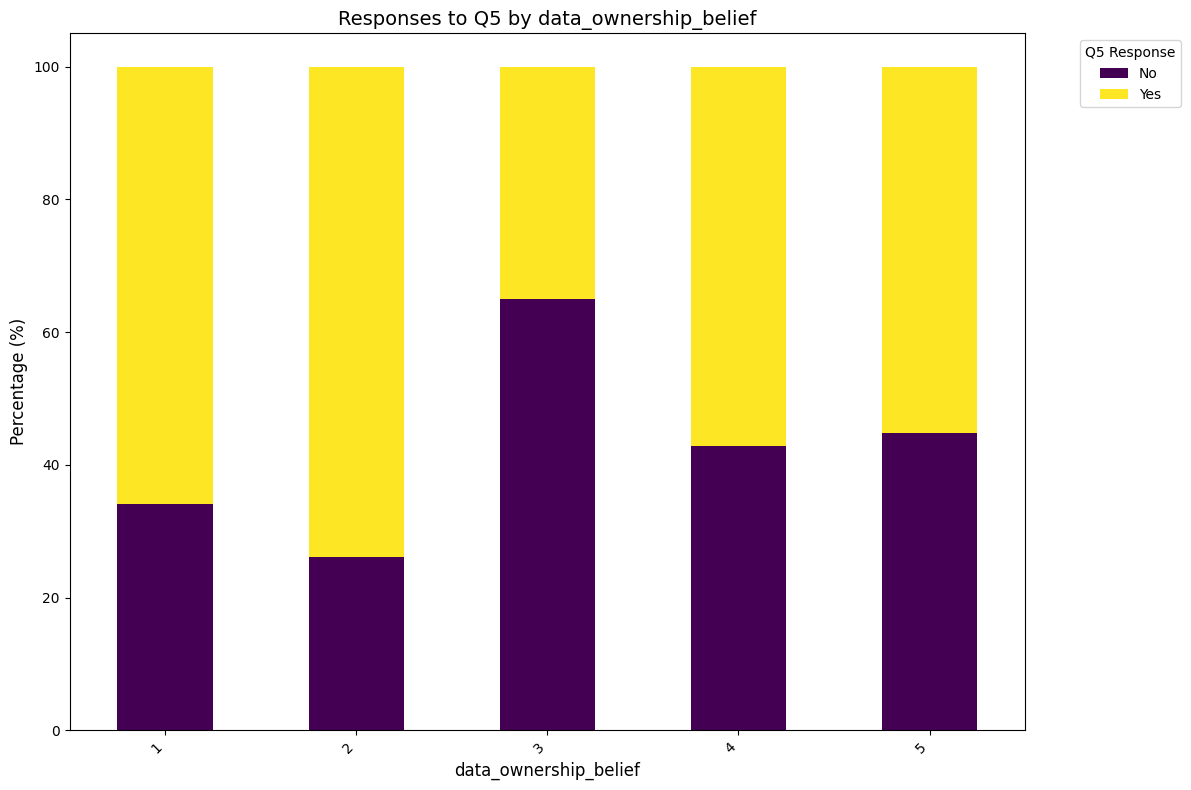 Responses to Q5 by data_ownership_belief
Q5 Response
No
Yes
Percentage (%)
100
80
60
40
20
0
1
2
3
4
5
data_ownership_belief